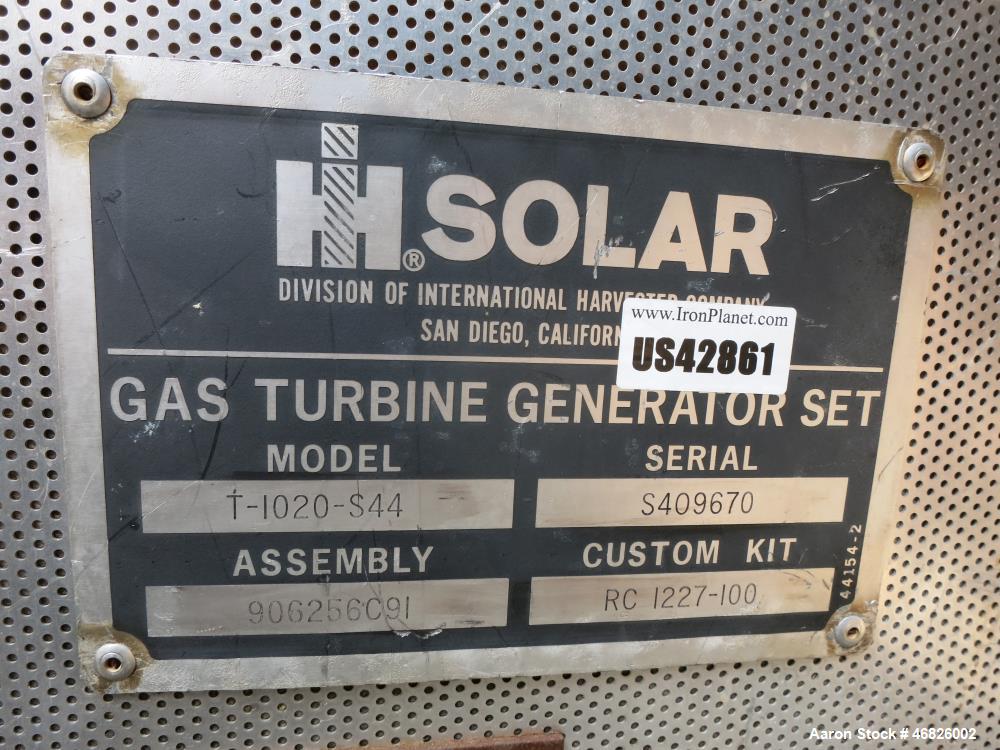 IH® SOLAR
DIVISION OF INTERNATIONAL HARVESTER COMPANY
SAN DIEGO,
www.IronPlanet.com
US42861
GAS TURBINE GENERATOR SET
MODEL SERIAL
T-1020-S44 S409670
ASSEMBLY CUSTOM KIT
906256C91 RC 1227-100
44154-2
Aaron Stock # 46826002